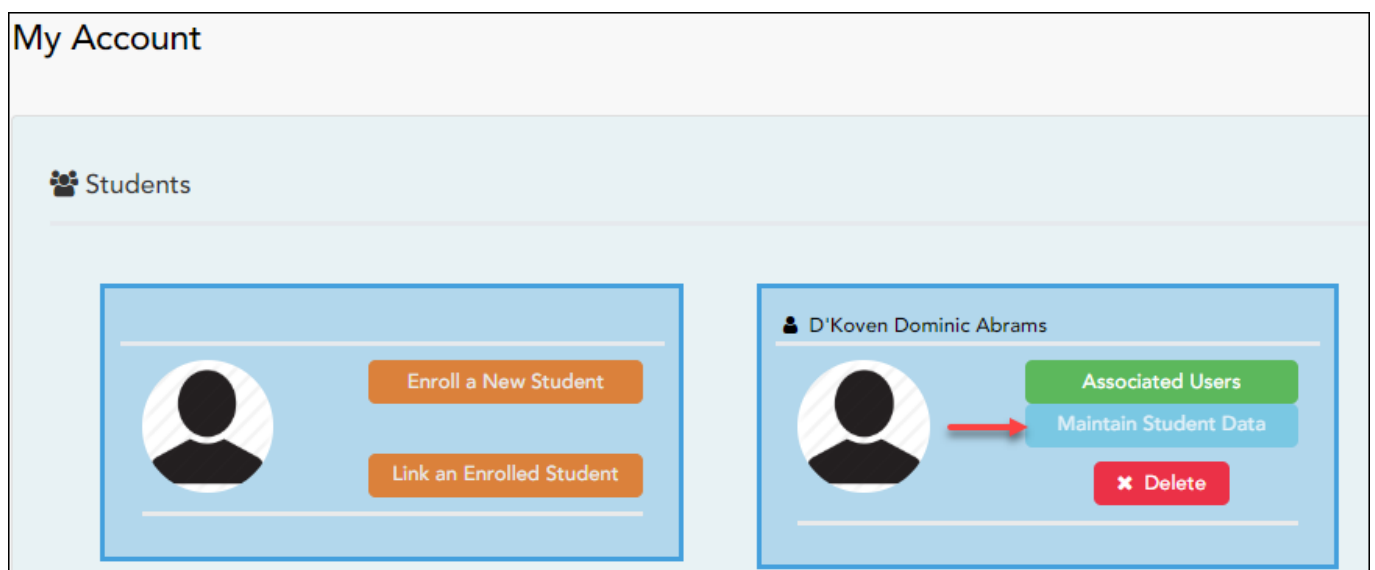 My Account
Students
Enroll a New Student
Link an Enrolled Student
D'Koven Dominic Abrams
Associated Users
Maintain Student Data
Delete